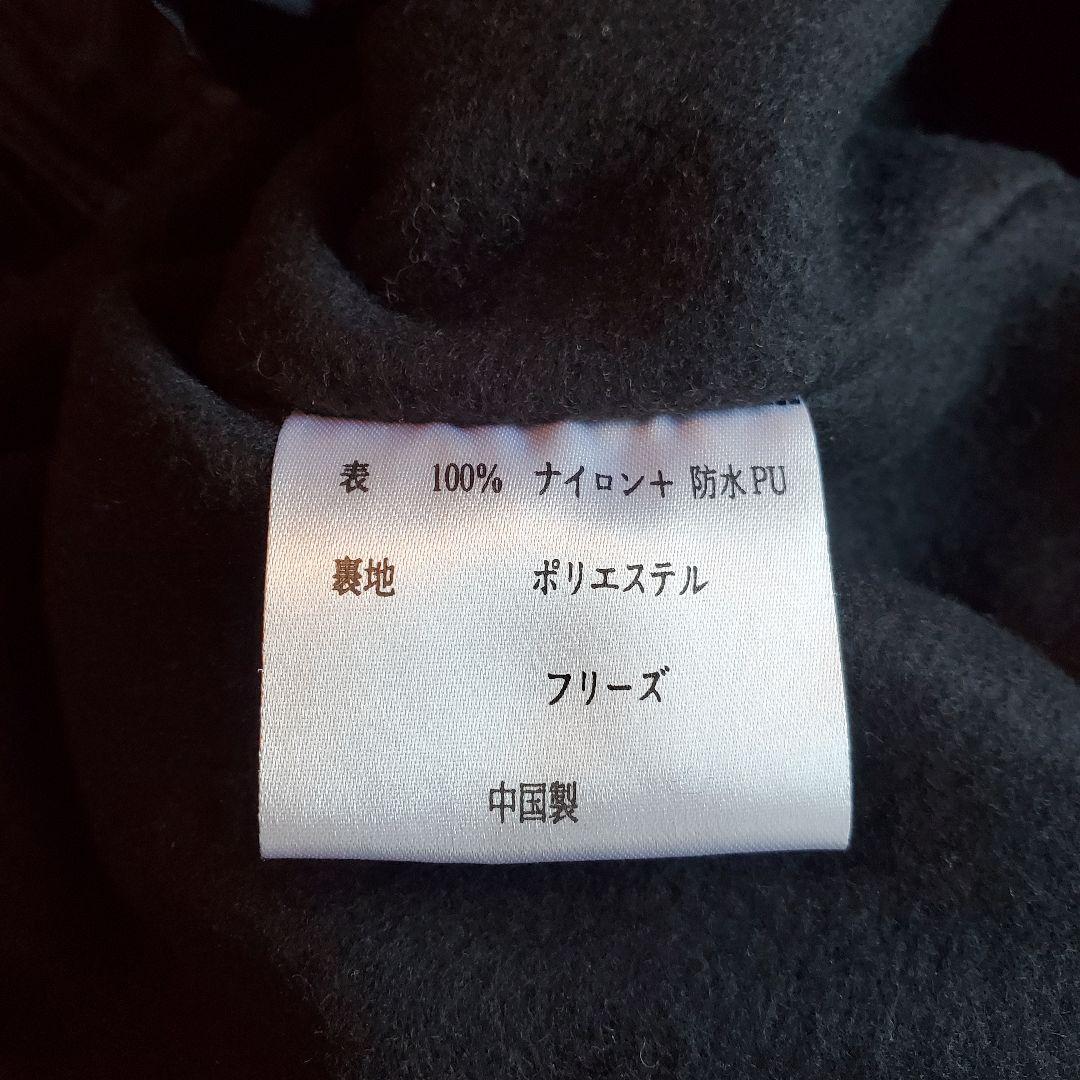 表 100% ナイロン+ 防水PU
裏地 ポリエステル
フリーズ
中国製